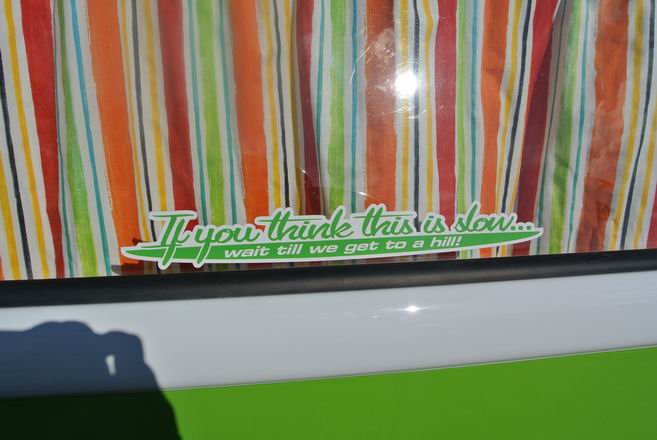 If you think this is slow...
wait till we get to a hill!